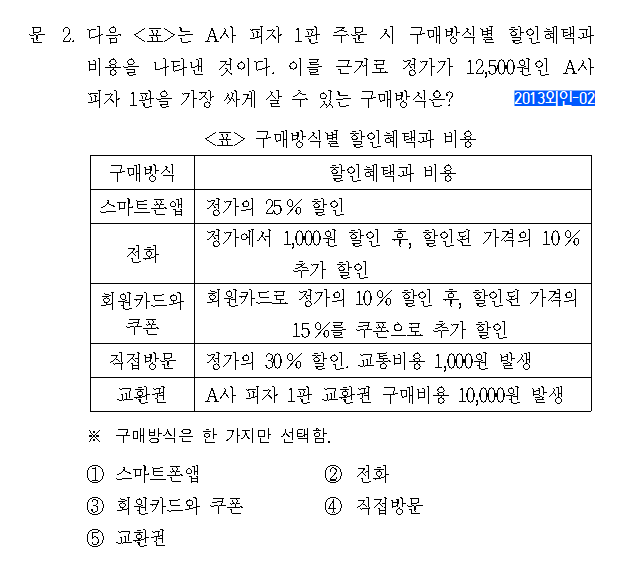 문 2. 다음 <표>는 A사 피자 1판 주문 시 구매방식별 할인혜택과
비용을 나타낸 것이다. 이를 근거로 정가가 12,500원인 A사
피자 1판을 가장 싸게 살 수 있는 구매방식은? 2013외인-02
<표> 구매방식별 할인혜택과 비용
구매방식 할인혜택과 비용
스마트폰앱 정가의 25% 할인
전화 정가에서 1,000원 할인 후, 할인된 가격의 10%
추가 할인
회원카드와 회원카드로 정가의 10% 할인 후, 할인된 가격의
쿠폰 15%를 쿠폰으로 추가 할인
직접방문 정가의 30% 할인. 교통비용 1,000원 발생
교환권 A사 피자 1판 교환권 구매비용 10,000원 발생
※ 구매방식은 한 가지만 선택함.
① 스마트폰앱 ② 전화
③ 회원카드와 쿠폰 ④ 직접방문
⑤ 교환권